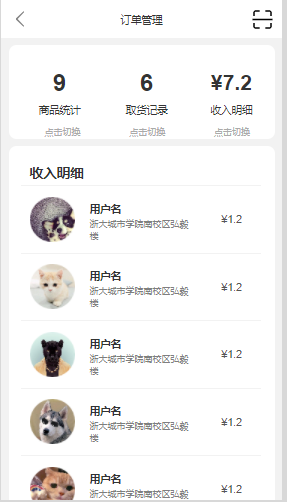 订单管理
9
6
¥7.2
商品统计
取货记录
收入明细
点击切换
点击切换
点击切换
收入明细
用户名
浙大城市学院南校区弘毅
楼
¥1.2
用户名
浙大城市学院南校区弘毅
楼
¥1.2
用户名
浙大城市学院南校区弘毅
楼
¥1.2
用户名
浙大城市学院南校区弘毅
楼
¥1.2
用户名
浙大城市学院南校区弘毅
¥1.2